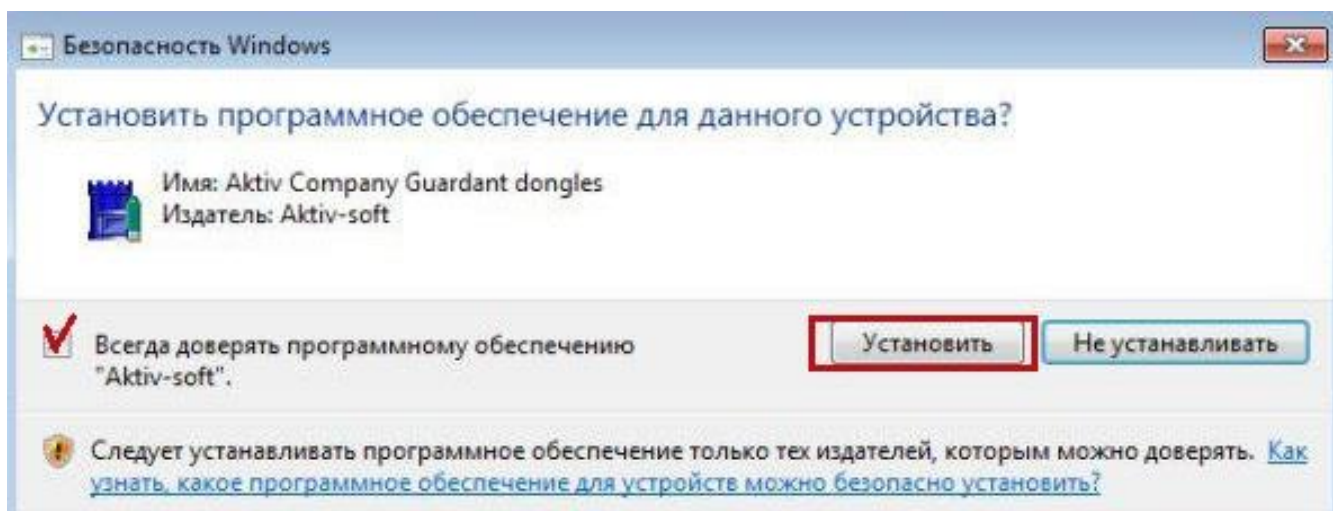 Безопасность Windows
Установить программное обеспечение для данного устройства?
Имя: Aktiv Company Guardant dongles
Издатель: Aktiv-soft
Всегда доверять программному обеспечению
"Aktiv-soft".
Установить
Не устанавливать
Следует устанавливать программное обеспечение только тех издателей, которым можно доверять. Как
узнать, какое программное обеспечение для устройств можно безопасно установить?